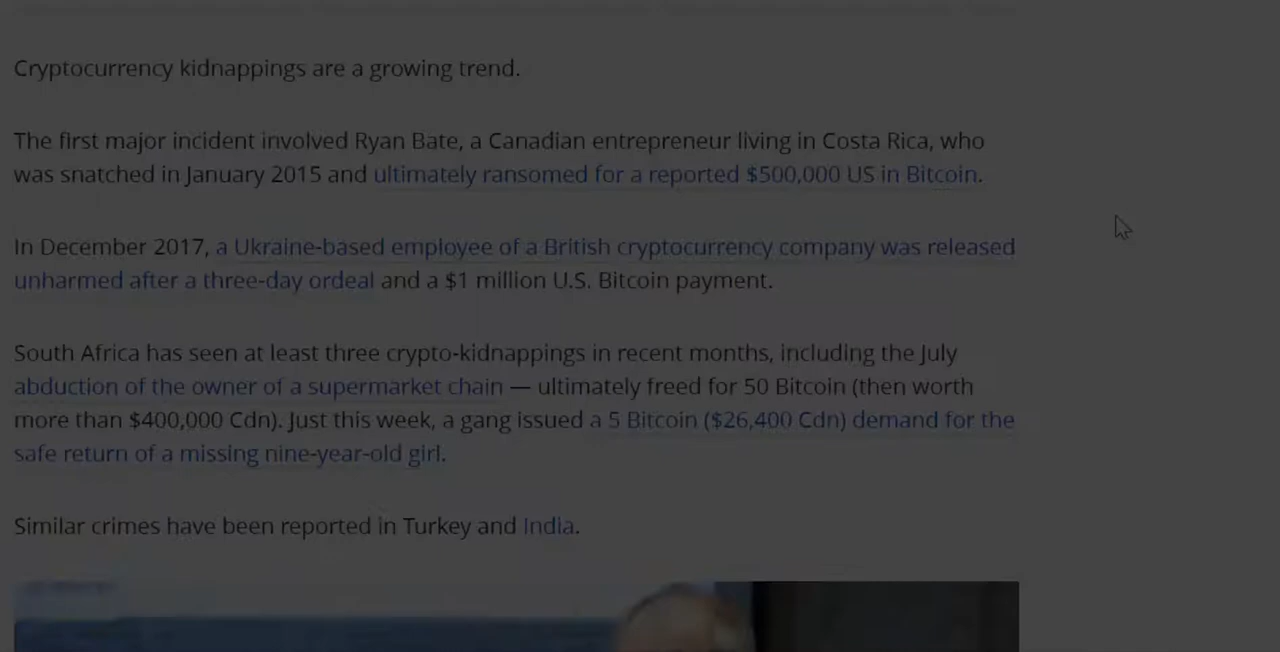 Cryptocurrency kidnappings are a growing trend.
The first major incident involved Ryan Bate, a Canadian entrepreneur living in Costa Rica, who
was snatched in January 2015 and ultimately ransomed for a reported $500,000 US in Bitcoin.
In December 2017, a Ukraine-based employee of a British cryptocurrency company was released
unharmed after a three-day ordeal and a $1 million U.S. Bitcoin payment.
South Africa has seen at least three crypto-kidnappings in recent months, including the July
abduction of the owner of a supermarket chain — ultimately freed for 50 Bitcoin (then worth
more than $400,000 Cdn). Just this week, a gang issued a 5 Bitcoin ($26,400 Cdn) demand for the
safe return of a missing nine-year-old girl.
Similar crimes have been reported in Turkey and India.